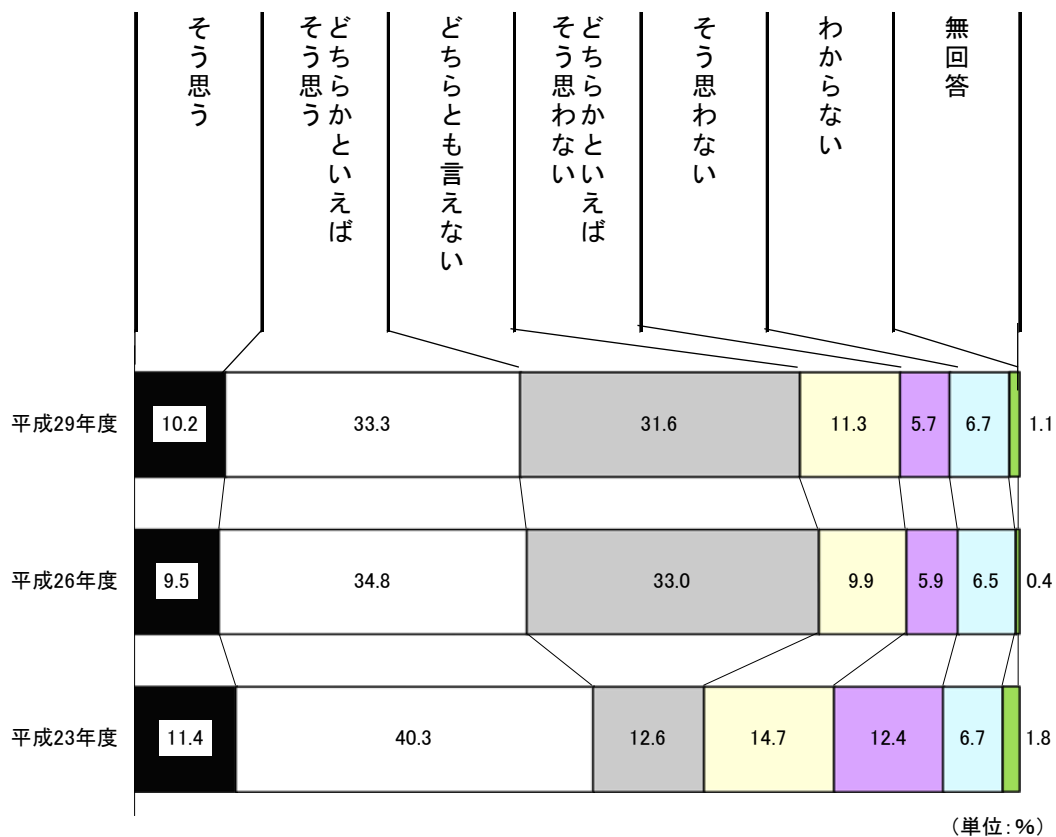 そう思う
どちらかといえば
そう思う
どちらとも言えない
どちらかといえば
そう思わない
そう思わない
わからない
無回答
平成29年度
10.2
33.3
31.6
11.3
5.7
6.7
1.1
平成26年度
9.5
34.8
33.0
9.9
5.9
6.5
0.4
平成23年度
11.4
40.3
12.6
14.7
12.4
6.7
1.8
(単位:%)